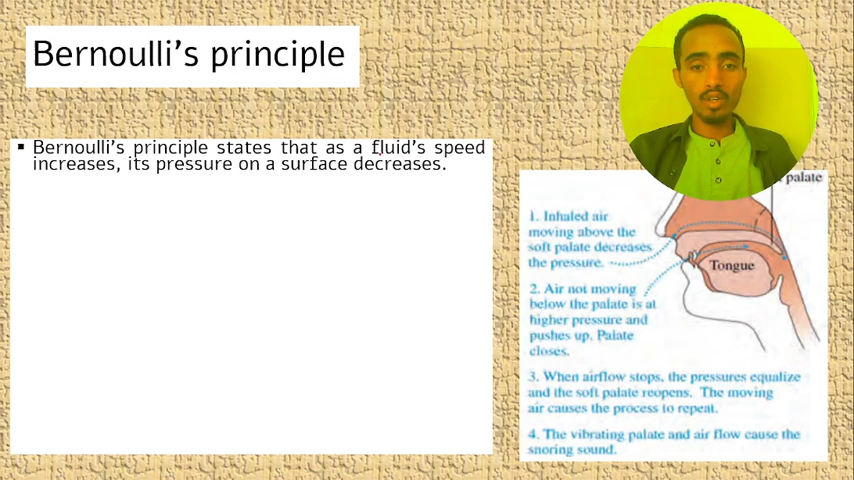 Bernoulli's principle
▪ Bernoulli's principle states that as a fluid's speed
increases, its pressure on a surface decreases.
palate
1. Inhaled air
moving above the
soft palate decreases
the pressure.
Tongue
2. Air not moving
below the palate is at
higher pressure and
pushes up. Palate
closes.
3. When airflow stops, the pressures equalize
and the soft palate reopens. The moving
air causes the process to repeat.
4. The vibrating palate and air flow cause the
snoring sound.